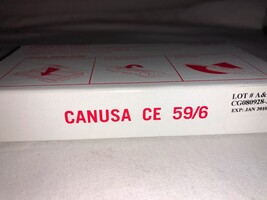 CANUSA CE 59/6
LOT # A&
CG080928-
EXP: JAN 2010